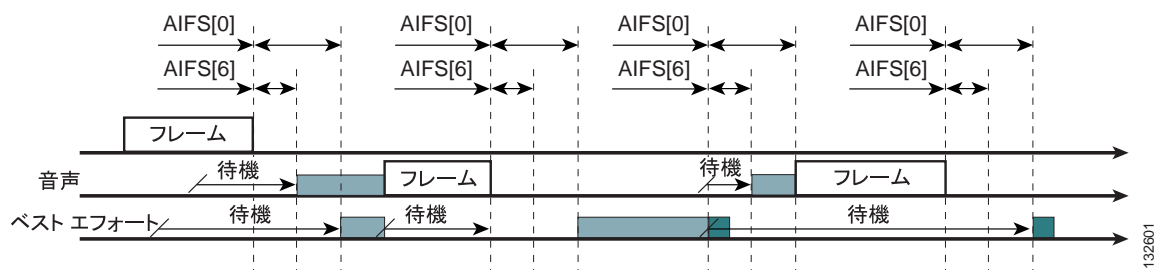 AIFS[0] AIFS[0] AIFS[0] AIFS[0]
AIFS[6] AIFS[6] AIFS[6] AIFS[6]
フレーム
音声 待機 フレーム 待機 フレーム
ベスト エフォート 待機 待機 待機
132601